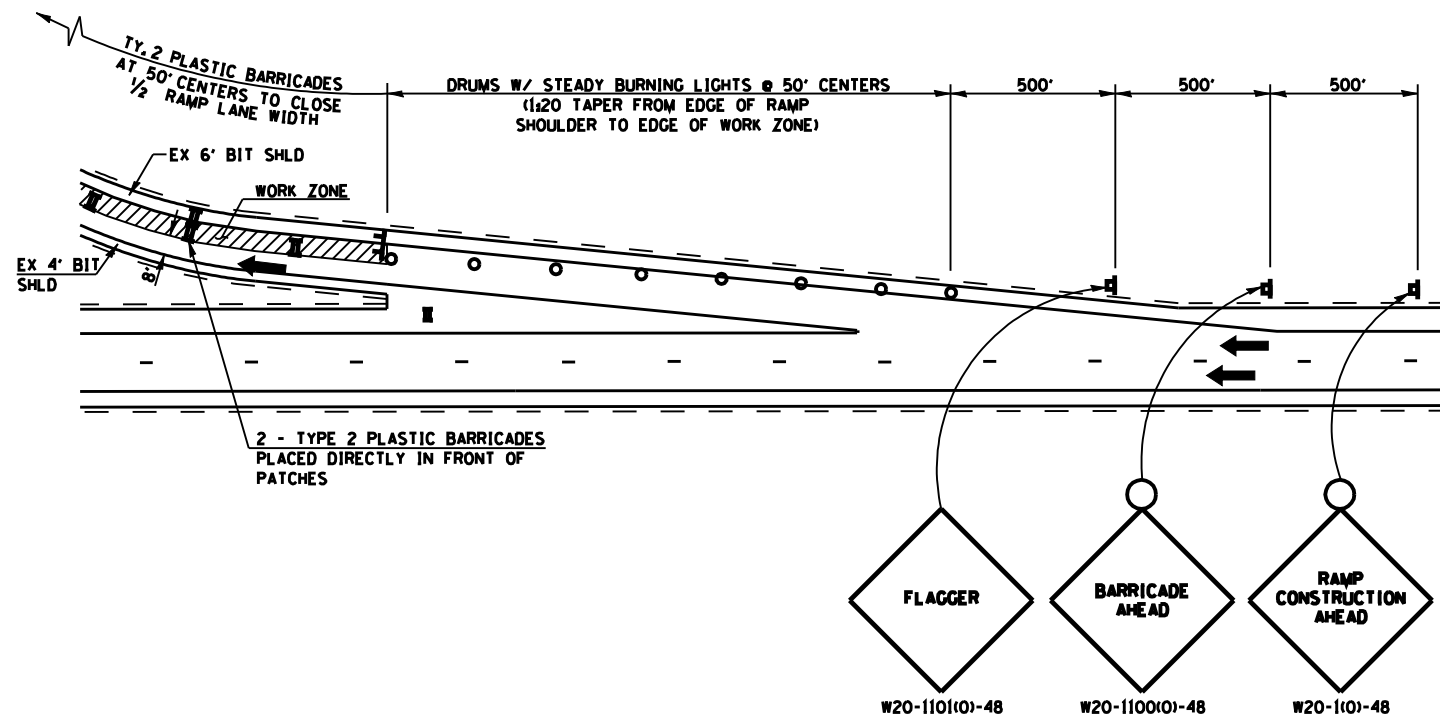 TY. 2 PLASTIC BARRICADES
AT 50' CENTERS TO CLOSE
1/2 RAMP LANE WIDTH
DRUMS W/ STEADY BURNING LIGHTS @ 50' CENTERS
(1:20 TAPER FROM EDGE OF RAMP
SHOULDER TO EDGE OF WORK ZONE)
500'
500'
500'
EX 6' BIT SHLD
WORK ZONE
EX 4' BIT
SHLD
8'
2 - TYPE 2 PLASTIC BARRICADES
PLACED DIRECTLY IN FRONT OF
PATCHES
FLAGGER
BARRICADE
AHEAD
RAMP
CONSTRUCTION
AHEAD
W20-1101(O)-48
W20-1100(O)-48
W20-1(O)-48